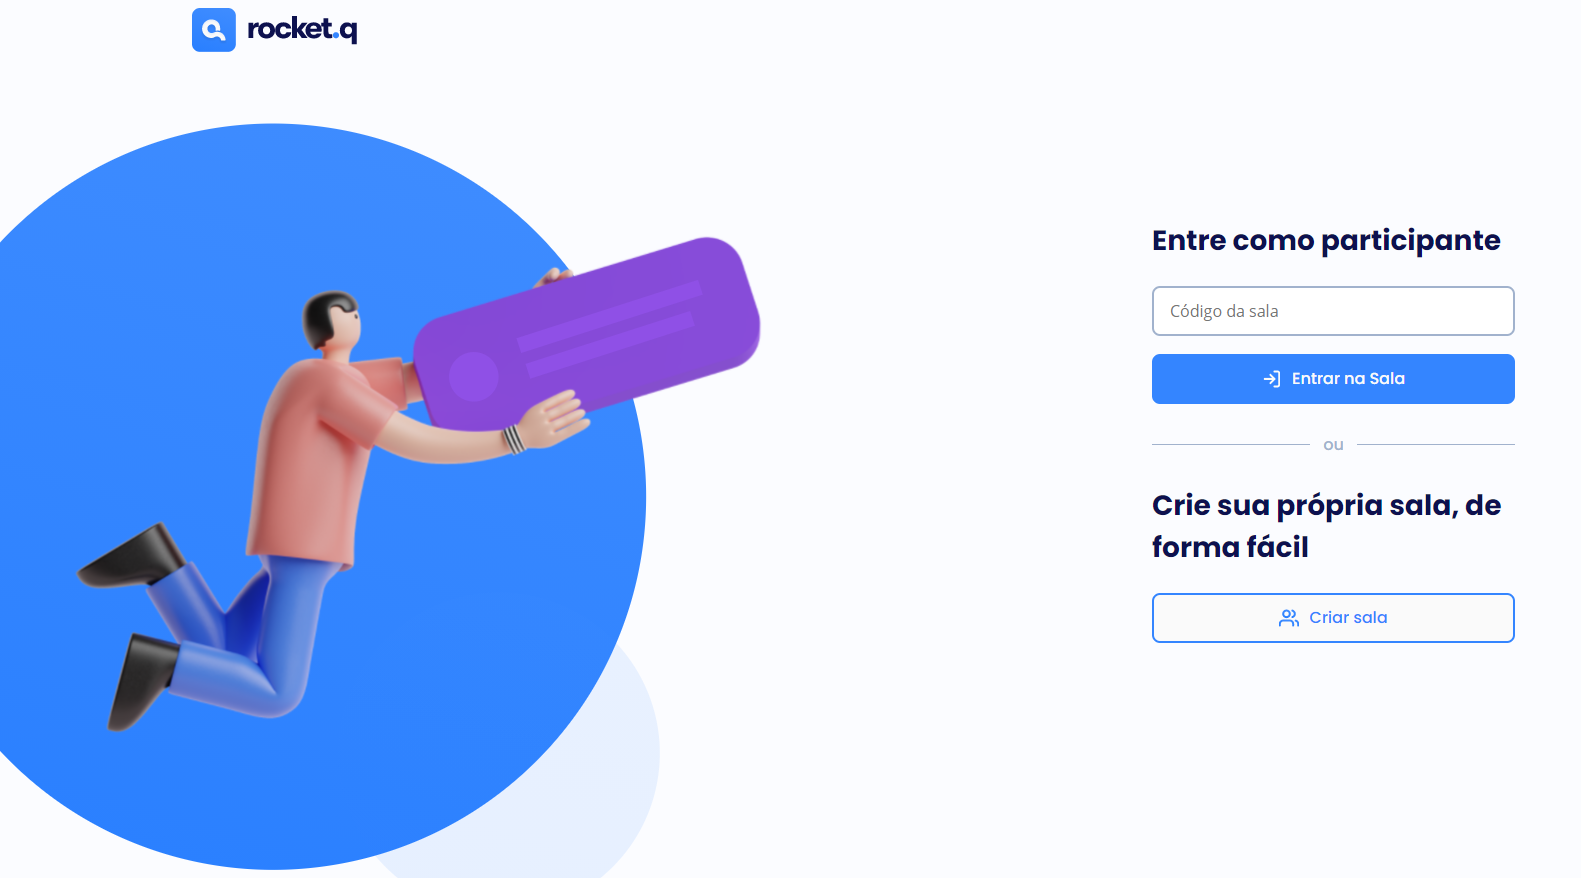 rocket.q
Entre como participante
Código da sala
Entrar na Sala
ou
Crie sua própria sala, de
forma fácil
Criar sala